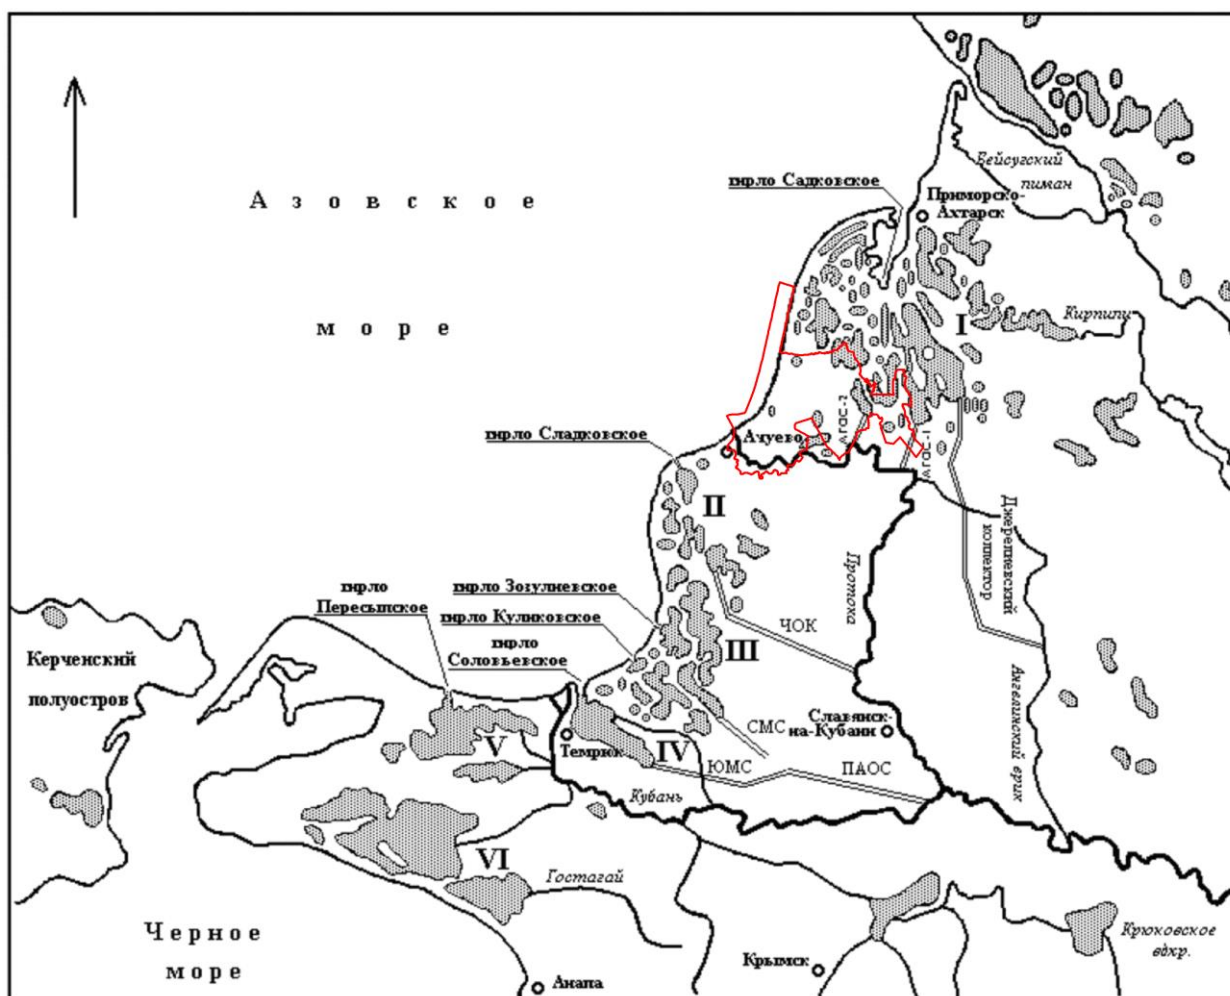 Бейсугский
лиман
гирло Садковское
Приморско-
Ахтарск
Азовское
море
I
Кирпили
АГОС-2
гирло Сладковское
Ачуево
АГОС-1
II
Джерелиевский
коллектор
Протока
гирло
Пересыпское
гирло Зозулиевское
гирло Куликовское
гирло
Соловьевское
ЧОК
III
Керченский
полуостров
Ангелинский ерик
Славянск-
на-Кубани
СМС
V
Темрюк
IV
ЮМС
ПАОС
Кубань
VI
Гостагай
Черное
море
Крюковское
вдхр.
Крымск
Анапа